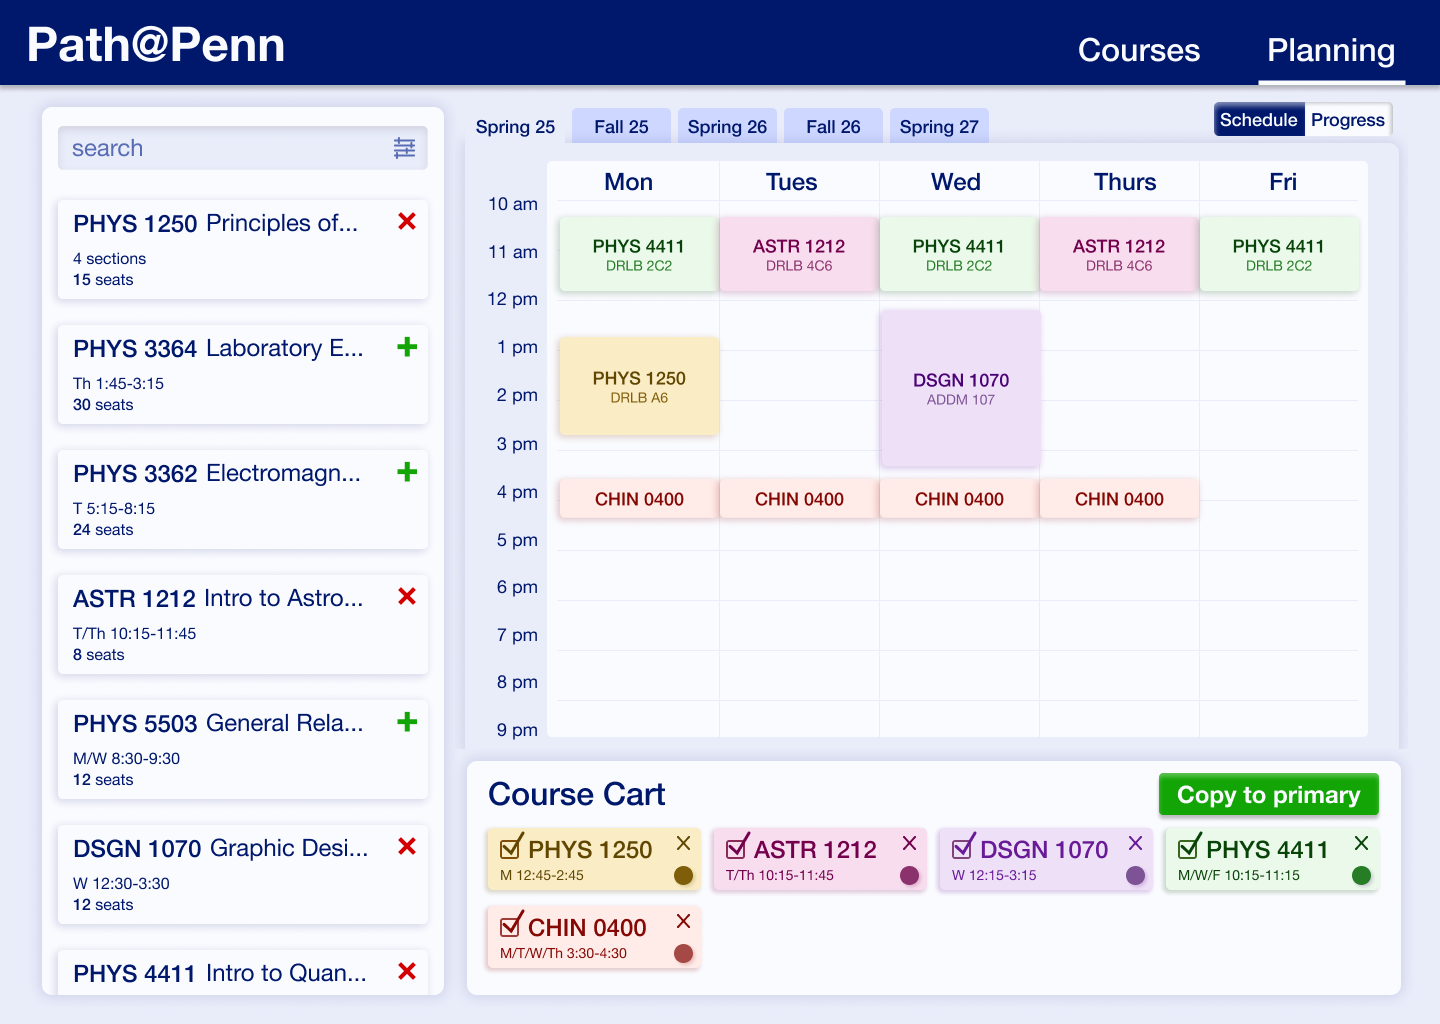 Path@Penn
Courses
Planning
search
PHYS 1250 Principles of...
4 sections
15 seats
PHYS 3364 Laboratory E...
Th 1:45-3:15
30 seats
PHYS 3362 Electromagn...
T 5:15-8:15
24 seats
ASTR 1212 Intro to Astro...
T/Th 10:15-11:45
8 seats
PHYS 5503 General Rela...
M/W 8:30-9:30
12 seats
DSGN 1070 Graphic Desi...
W 12:30-3:30
12 seats
PHYS 4411 Intro to Quan...
Spring 25
Fall 25
Spring 26
Fall 26
Spring 27
Schedule
Progress
Mon
Tues
Wed
Thurs
Fri
10 am
11 am
12 pm
1 pm
2 pm
3 pm
4 pm
5 pm
6 pm
7 pm
8 pm
9 pm
PHYS 4411
DRLB 2C2
ASTR 1212
DRLB 4C6
PHYS 4411
DRLB 2C2
ASTR 1212
DRLB 4C6
PHYS 4411
DRLB 2C2
PHYS 1250
DRLB A6
DSGN 1070
ADDM 107
CHIN 0400
CHIN 0400
CHIN 0400
CHIN 0400
Course Cart
Copy to primary
PHYS 1250
M 12:45-2:45
ASTR 1212
T/Th 10:15-11:45
DSGN 1070
W 12:15-3:15
PHYS 4411
M/W/F 10:15-11:15
CHIN 0400
M/T/W/Th 3:30-4:30